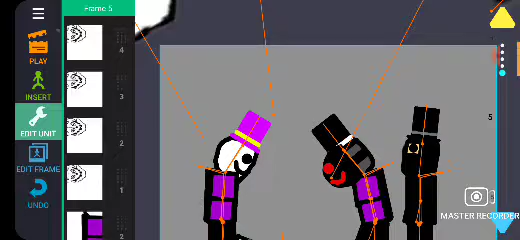 Frame 5
4
PLAY
3
INSERT
5
EDIT UNIT
2
EDIT FRAME
1
UNDO
MASTER RECORDER
2